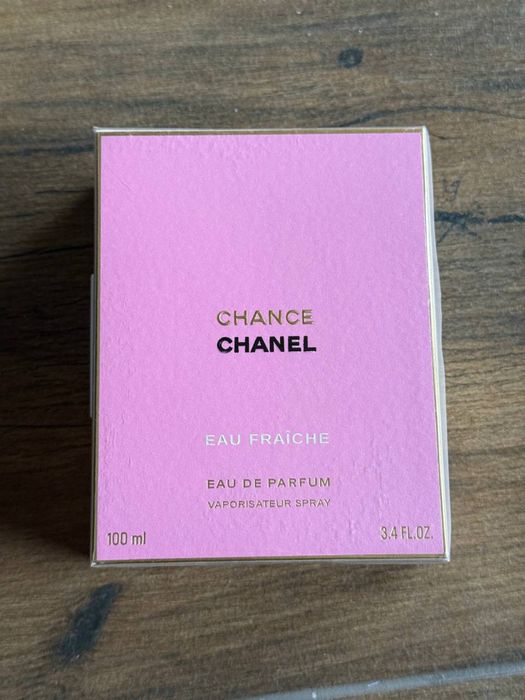 CHANCE
CHANEL
EAU FRAÎCHE
EAU DE PARFUM
VAPORISATEUR SPRAY
100 ml 3.4 FL.OZ.